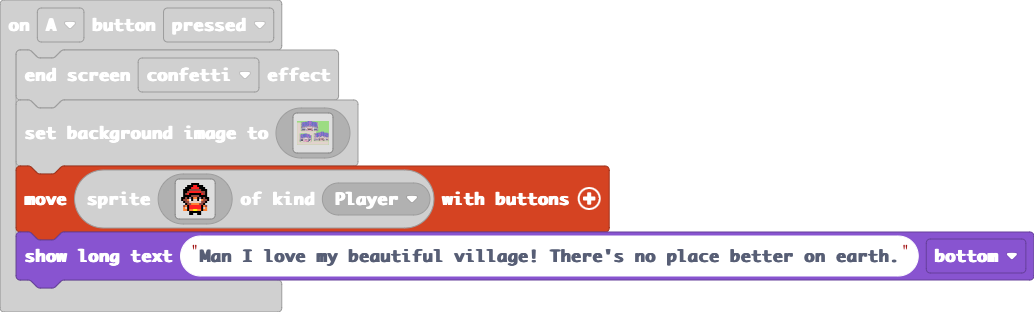 on A button pressed
end screen confetti effect
set background image to
move sprite of kind Player with buttons
show long text "Man I love my beautiful village! There's no place better on earth." bottom